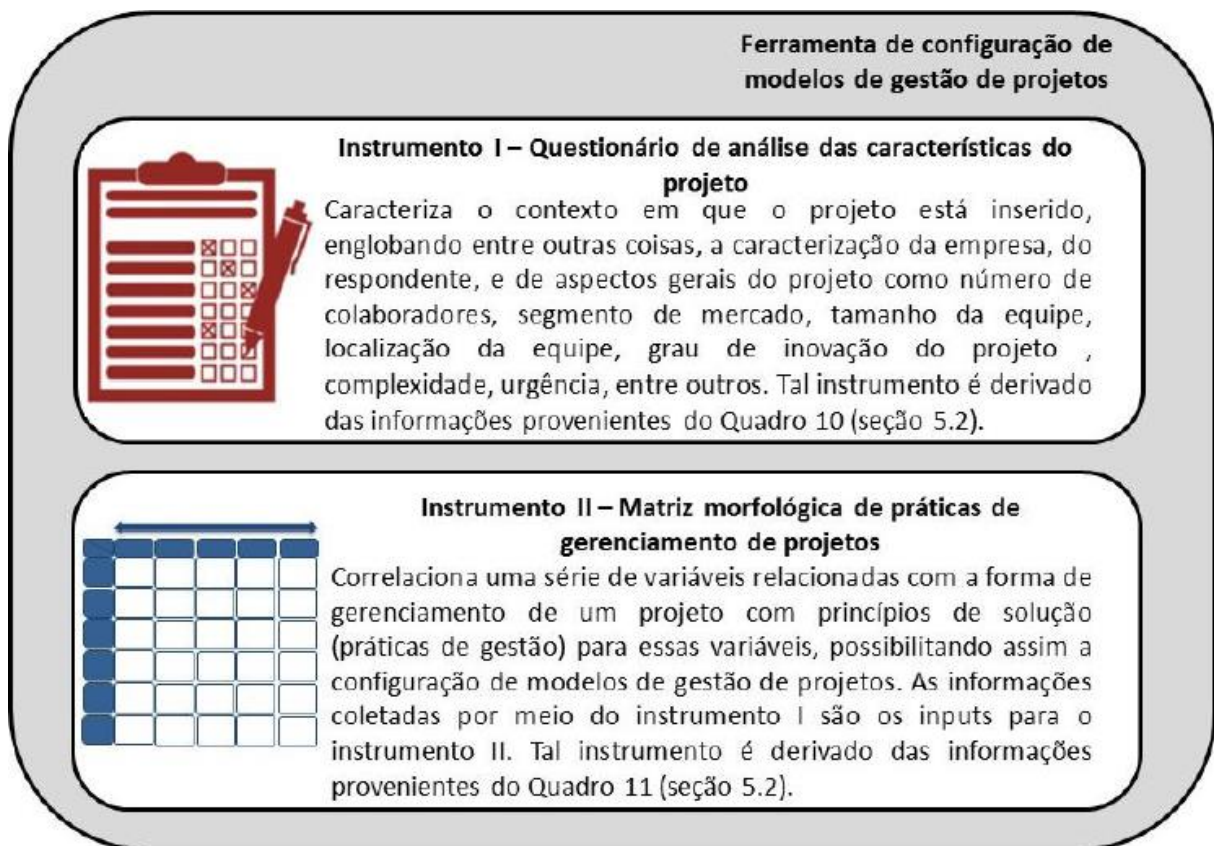 Ferramenta de configuração de
modelos de gestão de projetos
Instrumento I – Questionário de análise das características do
projeto
Caracteriza o contexto em que o projeto está inserido,
englobando entre outras coisas, a caracterização da empresa, do
respondente, e de aspectos gerais do projeto como número de
colaboradores, segmento de mercado, tamanho da equipe,
localização da equipe, grau de inovação do projeto ,
complexidade, urgência, entre outros. Tal instrumento é derivado
das informações provenientes do Quadro 10 (seção 5.2).
Instrumento II – Matriz morfológica de práticas de
gerenciamento de projetos
Correlaciona uma série de variáveis relacionadas com a forma de
gerenciamento de um projeto com princípios de solução
(práticas de gestão) para essas variáveis, possibilitando assim a
configuração de modelos de gestão de projetos. As informações
coletadas por meio do instrumento I são os inputs para o
instrumento II. Tal instrumento é derivado das informações
provenientes do Quadro 11 (seção 5.2).